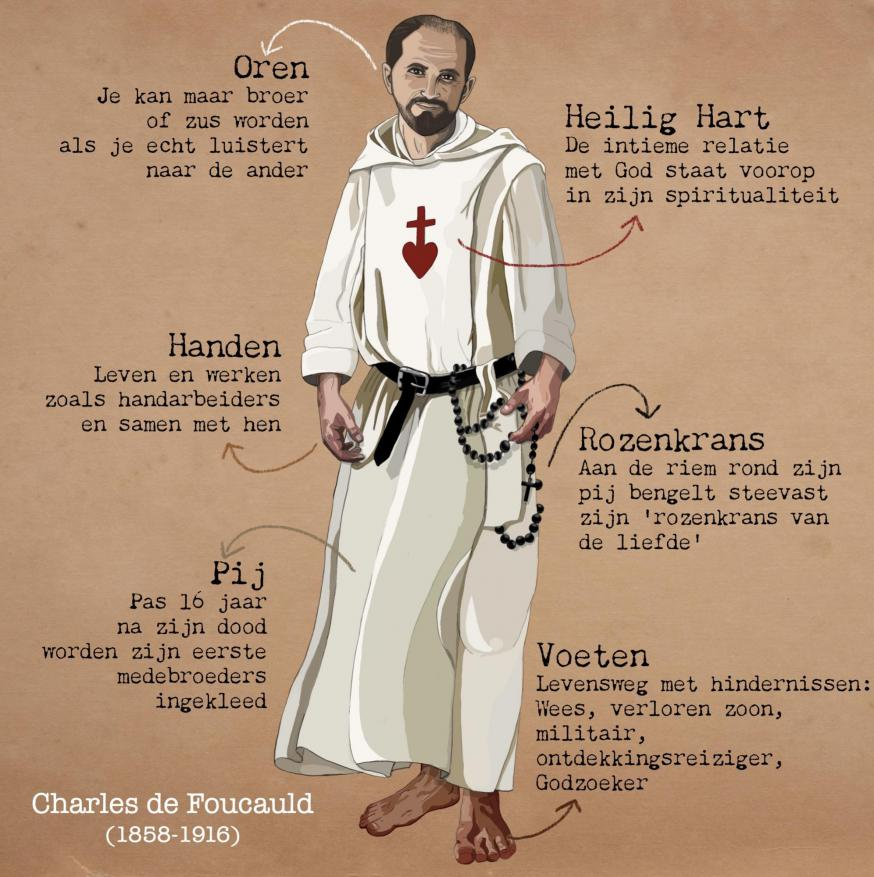 Oren
Je kan maar broer
of zus worden
als je echt luistert
naar de ander
Heilig Hart
De intieme relatie
met God staat voorop
in zijn spiritualiteit
Handen
Leven en werken
zoals handarbeiders
en samen met hen
Rozenkrans
Aan de riem rond zijn
pij bengelt steevast
zijn 'rozenkrans van
de liefde'
Pij
Pas 16 jaar
na zijn dood
worden zijn eerste
medebroeders
ingekleed
Voeten
Levensweg met hindernissen:
Wees, verloren zoon,
militair,
ontdekkingsreiziger,
Godzoeker
Charles de Foucauld
(1858-1916)